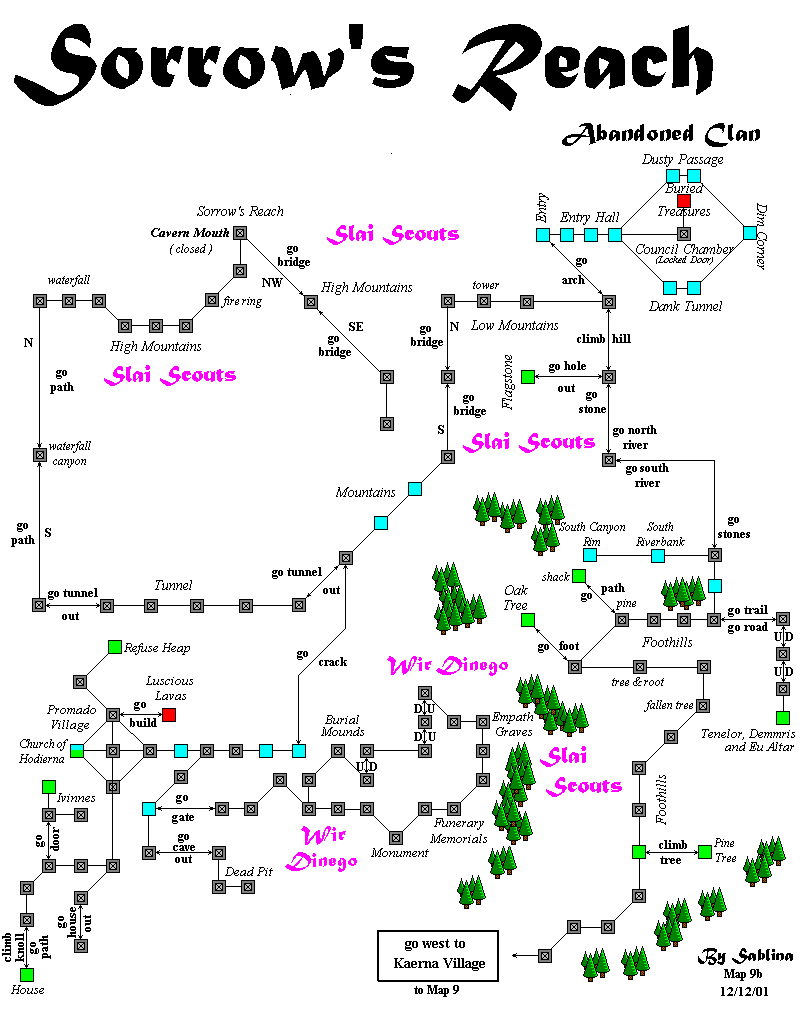 Sorrow's Reach
Abandoned Clan
Dusty Passage
Buried
Treasures
Entry
Entry Hall
Dim Corner
Council Chamber
(Locked Door)
Dank Tunnel
go
arch
Sorrow's Reach
Cavern Mouth
( closed )
go
bridge
NW
Slai Scouts
waterfall
fire ring
High Mountains
SE
go
bridge
tower
Low Mountains
go
bridge
N
climb hill
High Mountains
Slai Scouts
N
go
path
Flagstone
go hole
out
go
stone
go
bridge
S
Slai Scouts
go north
river
go south
river
waterfall
canyon
Mountains
go
path
S
go
stones
South Canyon
Rim
South
Riverbank
go tunnel
out
Tunnel
go tunnel
out
shack
go
path
pine
Oak
Tree
go foot
Foothills
go trail
go road
U D
U D
go
crack
Refuse Heap
Wir Dinego
tree & root
fallen tree
Tenelor, Demmris
and Eu Altar
Luscious
Lavas
Promado
Village
go
build
Church of
Hodierna
Burial
Mounds
U D
D U
D U
Empath
Graves
Slai
Scouts
Ivinnes
go
door
go
gate
Wir
Dinego
Funerary
Memorials
Monument
Foothills
go
cave
out
Dead Pit
climb
tree
Pine
Tree
go
house
out
climb
knoll
go
path
House
go west to
Kaerna Village
to Map 9
By Sablina
Map 9b
12/12/01